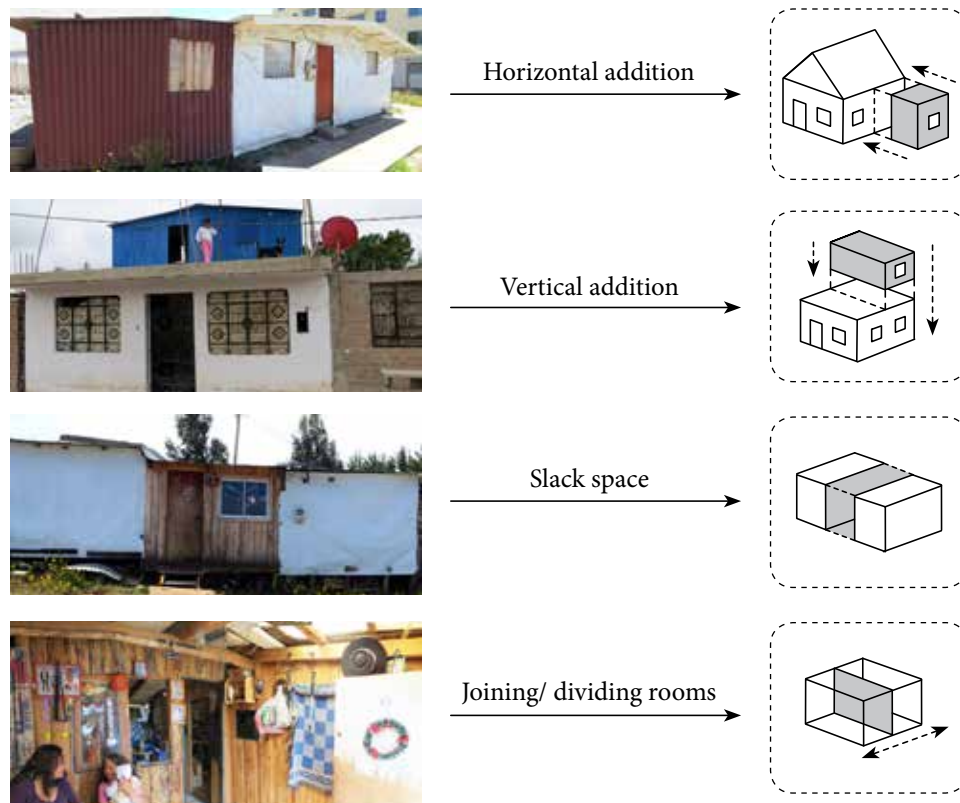 Horizontal addition
Vertical addition
Slack space
Joining/ dividing rooms